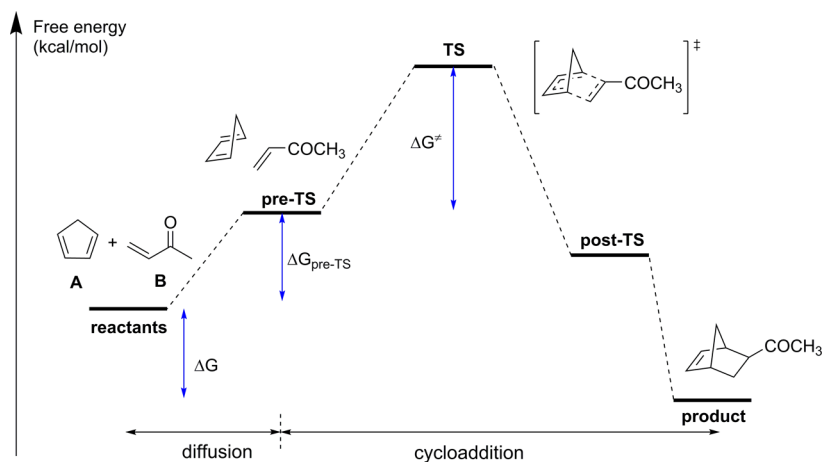 Free energy
(kcal/mol)
TS
‡
COCH₃
ΔG≠
COCH₃
pre-TS
O
+
A
B
post-TS
ΔGpre-TS
reactants
ΔG
COCH₃
product
diffusion
cycloaddition